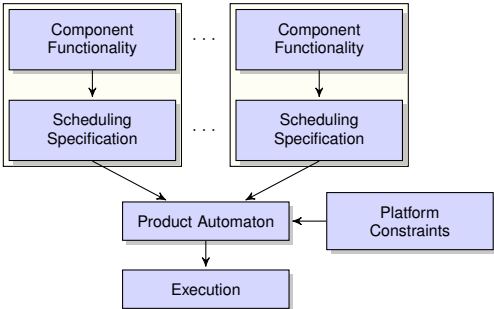 Component
Functionality
. . .
Component
Functionality
Scheduling
Specification
. . .
Scheduling
Specification
Product Automaton
Platform
Constraints
Execution